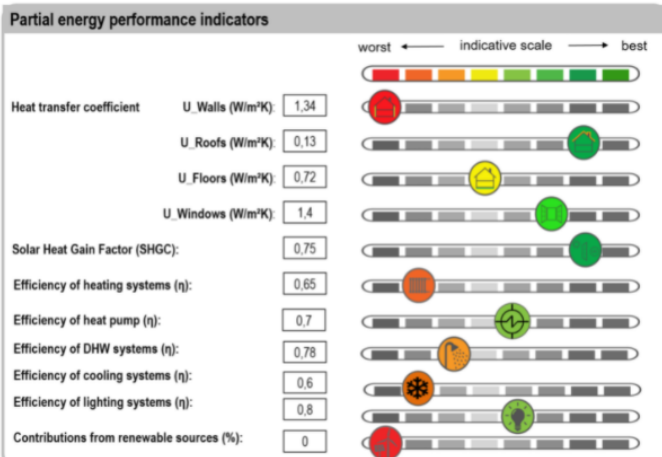 Partial energy performance indicators
worst indicative scale best
Heat transfer coefficient U_Walls (W/m²K): 1,34
U_Roofs (W/m²K): 0,13
U_Floors (W/m²K): 0,72
U_Windows (W/m²K): 1,4
Solar Heat Gain Factor (SHGC): 0,75
Efficiency of heating systems (η): 0,65
Efficiency of heat pump (η): 0,7
Efficiency of DHW systems (η): 0,78
Efficiency of cooling systems (η): 0,6
Efficiency of lighting systems (η): 0,8
Contributions from renewable sources (%): 0